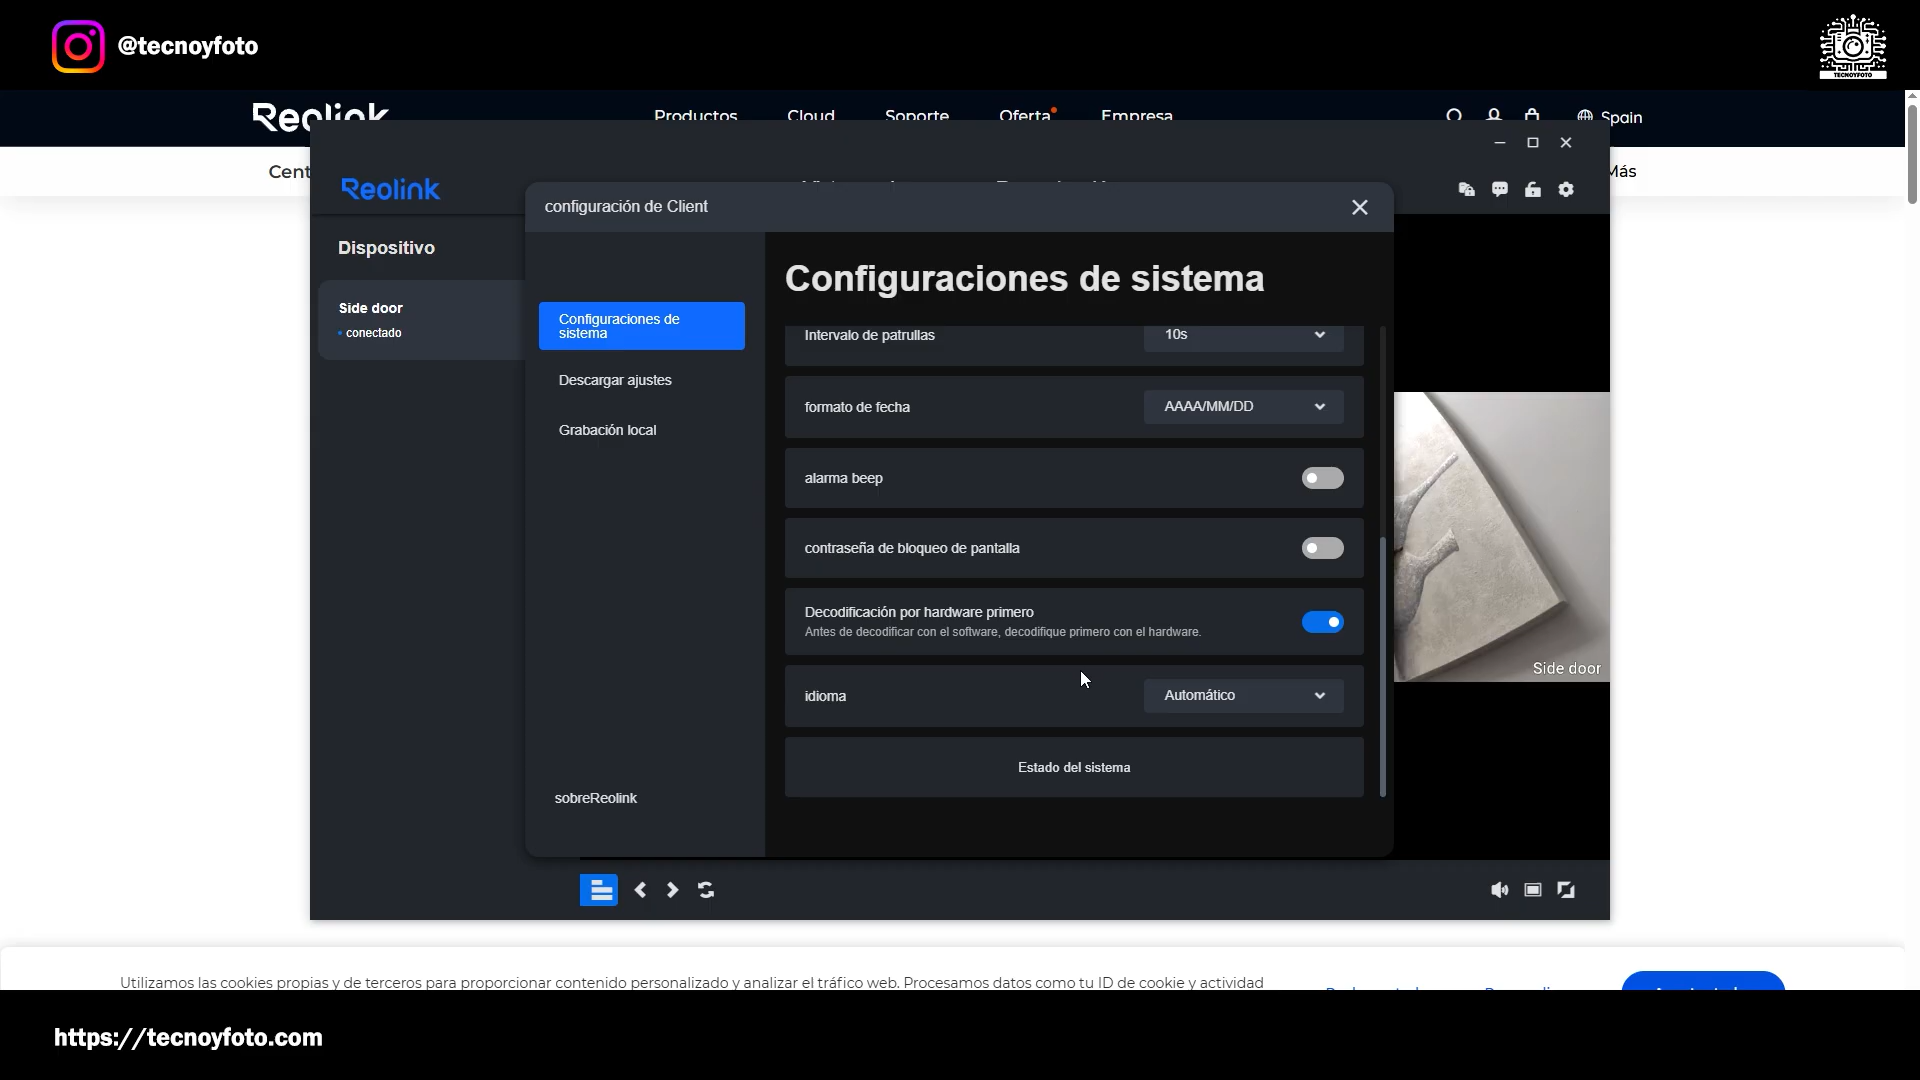 @tecnoyfoto
TECNOYFOTO
Reolink
Productos
Cloud
Soporte
Oferta
Empresa
Spain
Cent
Más
Reolink
configuración de Client
Dispositivo
Side door
conectado
Configuraciones de
sistema
Descargar ajustes
Grabación local
sobreReolink
Configuraciones de sistema
Intervalo de patrullas
10s
formato de fecha
AAAA/MM/DD
alarma beep
contraseña de bloqueo de pantalla
Decodificación por hardware primero
Antes de decodificar con el software, decodifique primero con el hardware.
idioma
Automático
Estado del sistema
Side door
Utilizamos las cookies propias y de terceros para proporcionar contenido personalizado y analizar el tráfico web. Procesamos datos como tu ID de cookie y actividad
https://tecnoyfoto.com